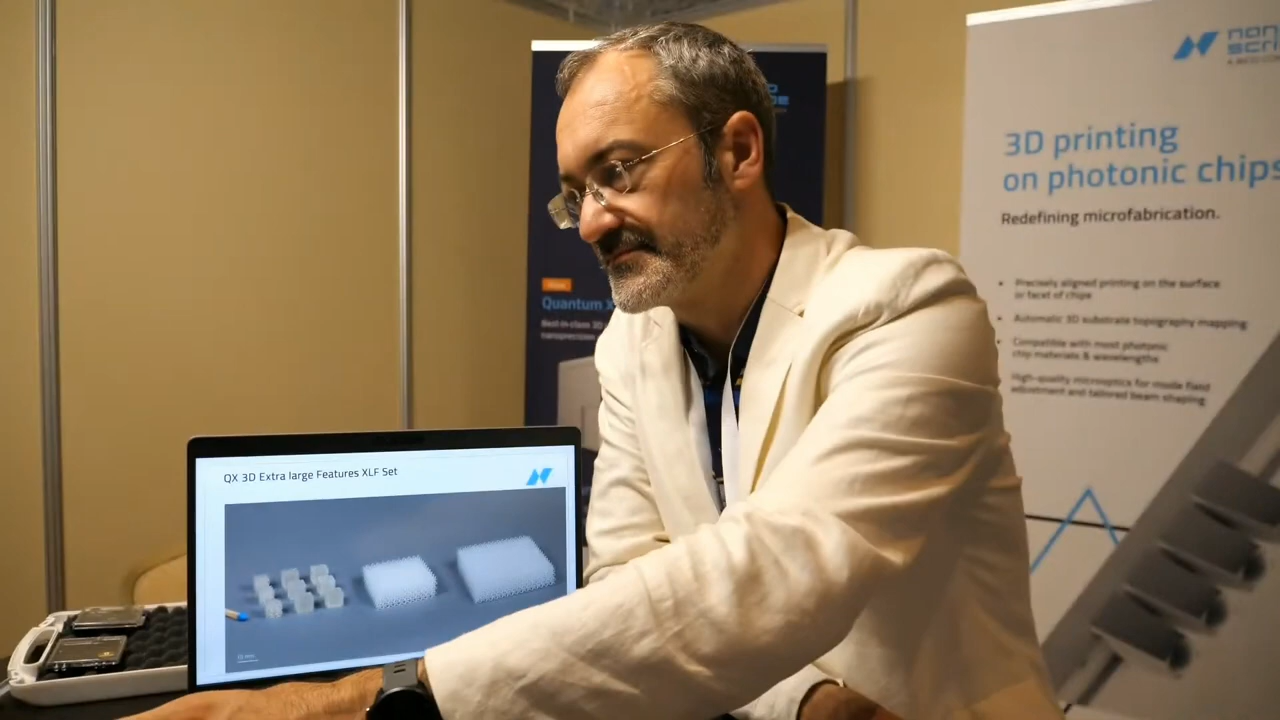 nan
scri
3D printing
on photonic chips
Redefining microfabrication.
Precisely aligned printing on the surface
or facet of chips
Automatic 3D substrate topography mapping
Compatible with most photonic
chip materials & wavelengths
High-quality microoptics for mode field
adjustment and tailored beam shaping
Quantum X
QX 3D Extra large Features XLF Set